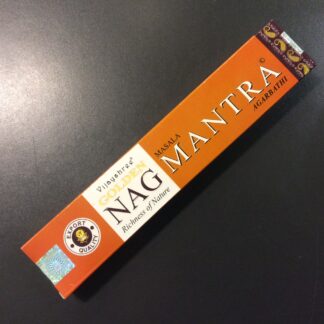 Vijayshree®
GOLDEN
NAG
Richness of Nature
MASALA
MANTRA©
AGARBATHI
EXPORT
QUALITY